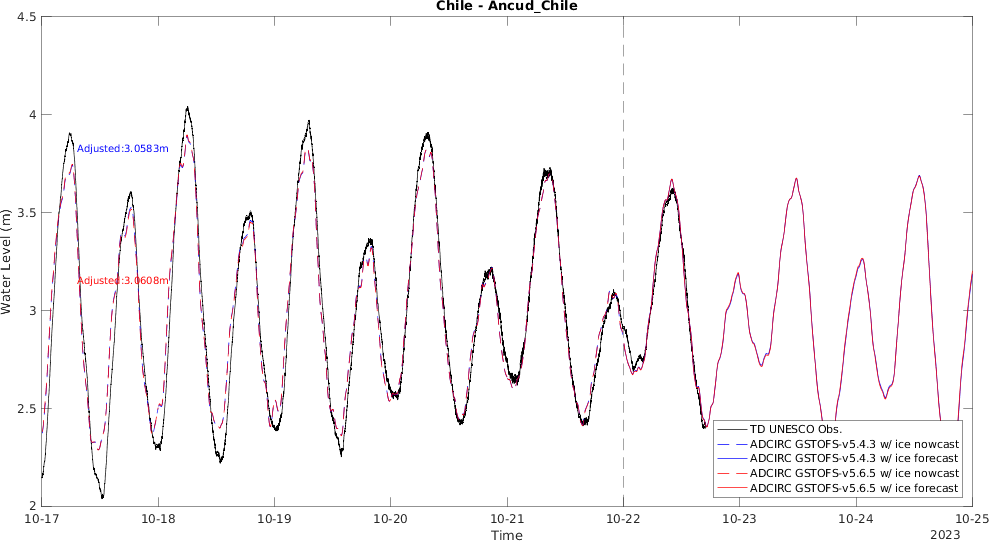 Chile - Ancud_Chile
4.5
4
3.5
3
2.5
2
Water Level (m)
Adjusted:3.0583m
Adjusted:3.0608m
TD UNESCO Obs.
ADCIRC GSTOFS-v5.4.3 w/ ice nowcast
ADCIRC GSTOFS-v5.4.3 w/ ice forecast
ADCIRC GSTOFS-v5.6.5 w/ ice nowcast
ADCIRC GSTOFS-v5.6.5 w/ ice forecast
10-17 10-18 10-19 10-20 10-21 10-22 10-23 10-24 10-25
Time
2023